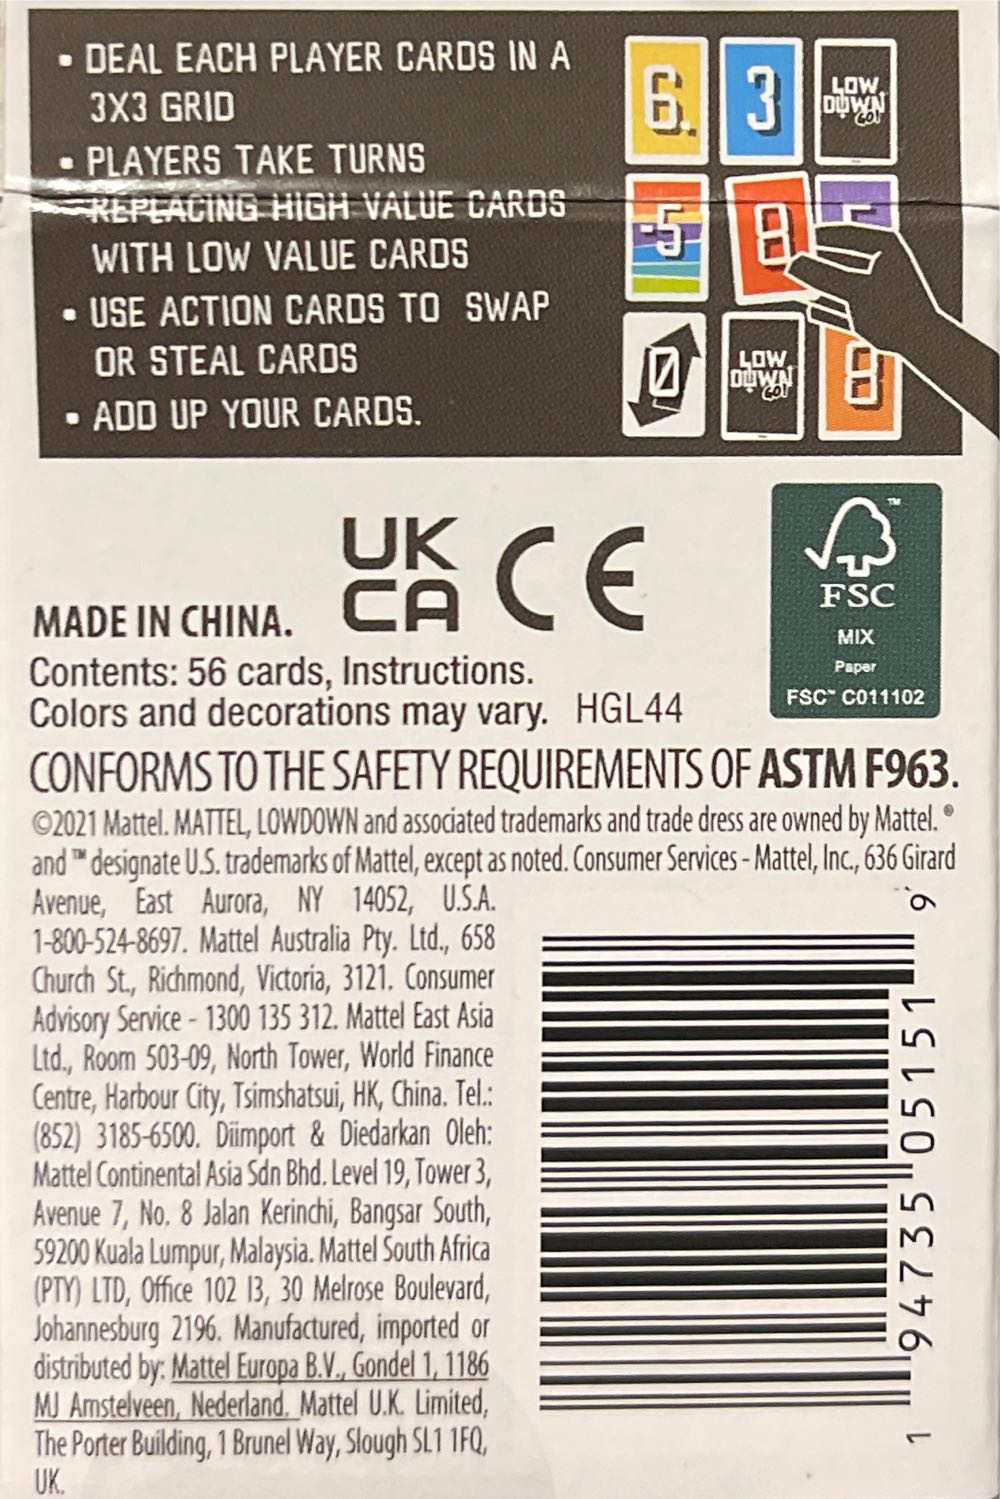 • DEAL EACH PLAYER CARDS IN A
3X3 GRID
• PLAYERS TAKE TURNS
REPLACING HIGH VALUE CARDS
WITH LOW VALUE CARDS
• USE ACTION CARDS TO SWAP
OR STEAL CARDS
• ADD UP YOUR CARDS.
6.
3
LOW
DOWN
GO!
-5
8
0
LOW
DOWN
GO!
8
UK
CA
CE
MADE IN CHINA.
Contents: 56 cards, Instructions.
Colors and decorations may vary. HGL44
FSC™
MIX
Paper
FSC™ C011102
CONFORMS TO THE SAFETY REQUIREMENTS OF ASTM F963.
©2021 Mattel. MATTEL, LOWDOWN and associated trademarks and trade dress are owned by Mattel. ®
and ™ designate U.S. trademarks of Mattel, except as noted. Consumer Services - Mattel, Inc., 636 Girard
Avenue, East Aurora, NY 14052, U.S.A.
1-800-524-8697. Mattel Australia Pty. Ltd., 658
Church St., Richmond, Victoria, 3121. Consumer
Advisory Service - 1300 135 312. Mattel East Asia
Ltd., Room 503-09, North Tower, World Finance
Centre, Harbour City, Tsimshatsui, HK, China. Tel.:
(852) 3185-6500. Diimport & Diedarkan Oleh:
Mattel Continental Asia Sdn Bhd. Level 19, Tower 3,
Avenue 7, No. 8 Jalan Kerinchi, Bangsar South,
59200 Kuala Lumpur, Malaysia. Mattel South Africa
(PTY) LTD, Office 102 I3, 30 Melrose Boulevard,
Johannesburg 2196. Manufactured, imported or
distributed by: Mattel Europa B.V., Gondel 1, 1186
MJ Amstelveen, Nederland. Mattel U.K. Limited,
The Porter Building, 1 Brunel Way, Slough SL1 1FQ,
UK.
1 94735 05151 9